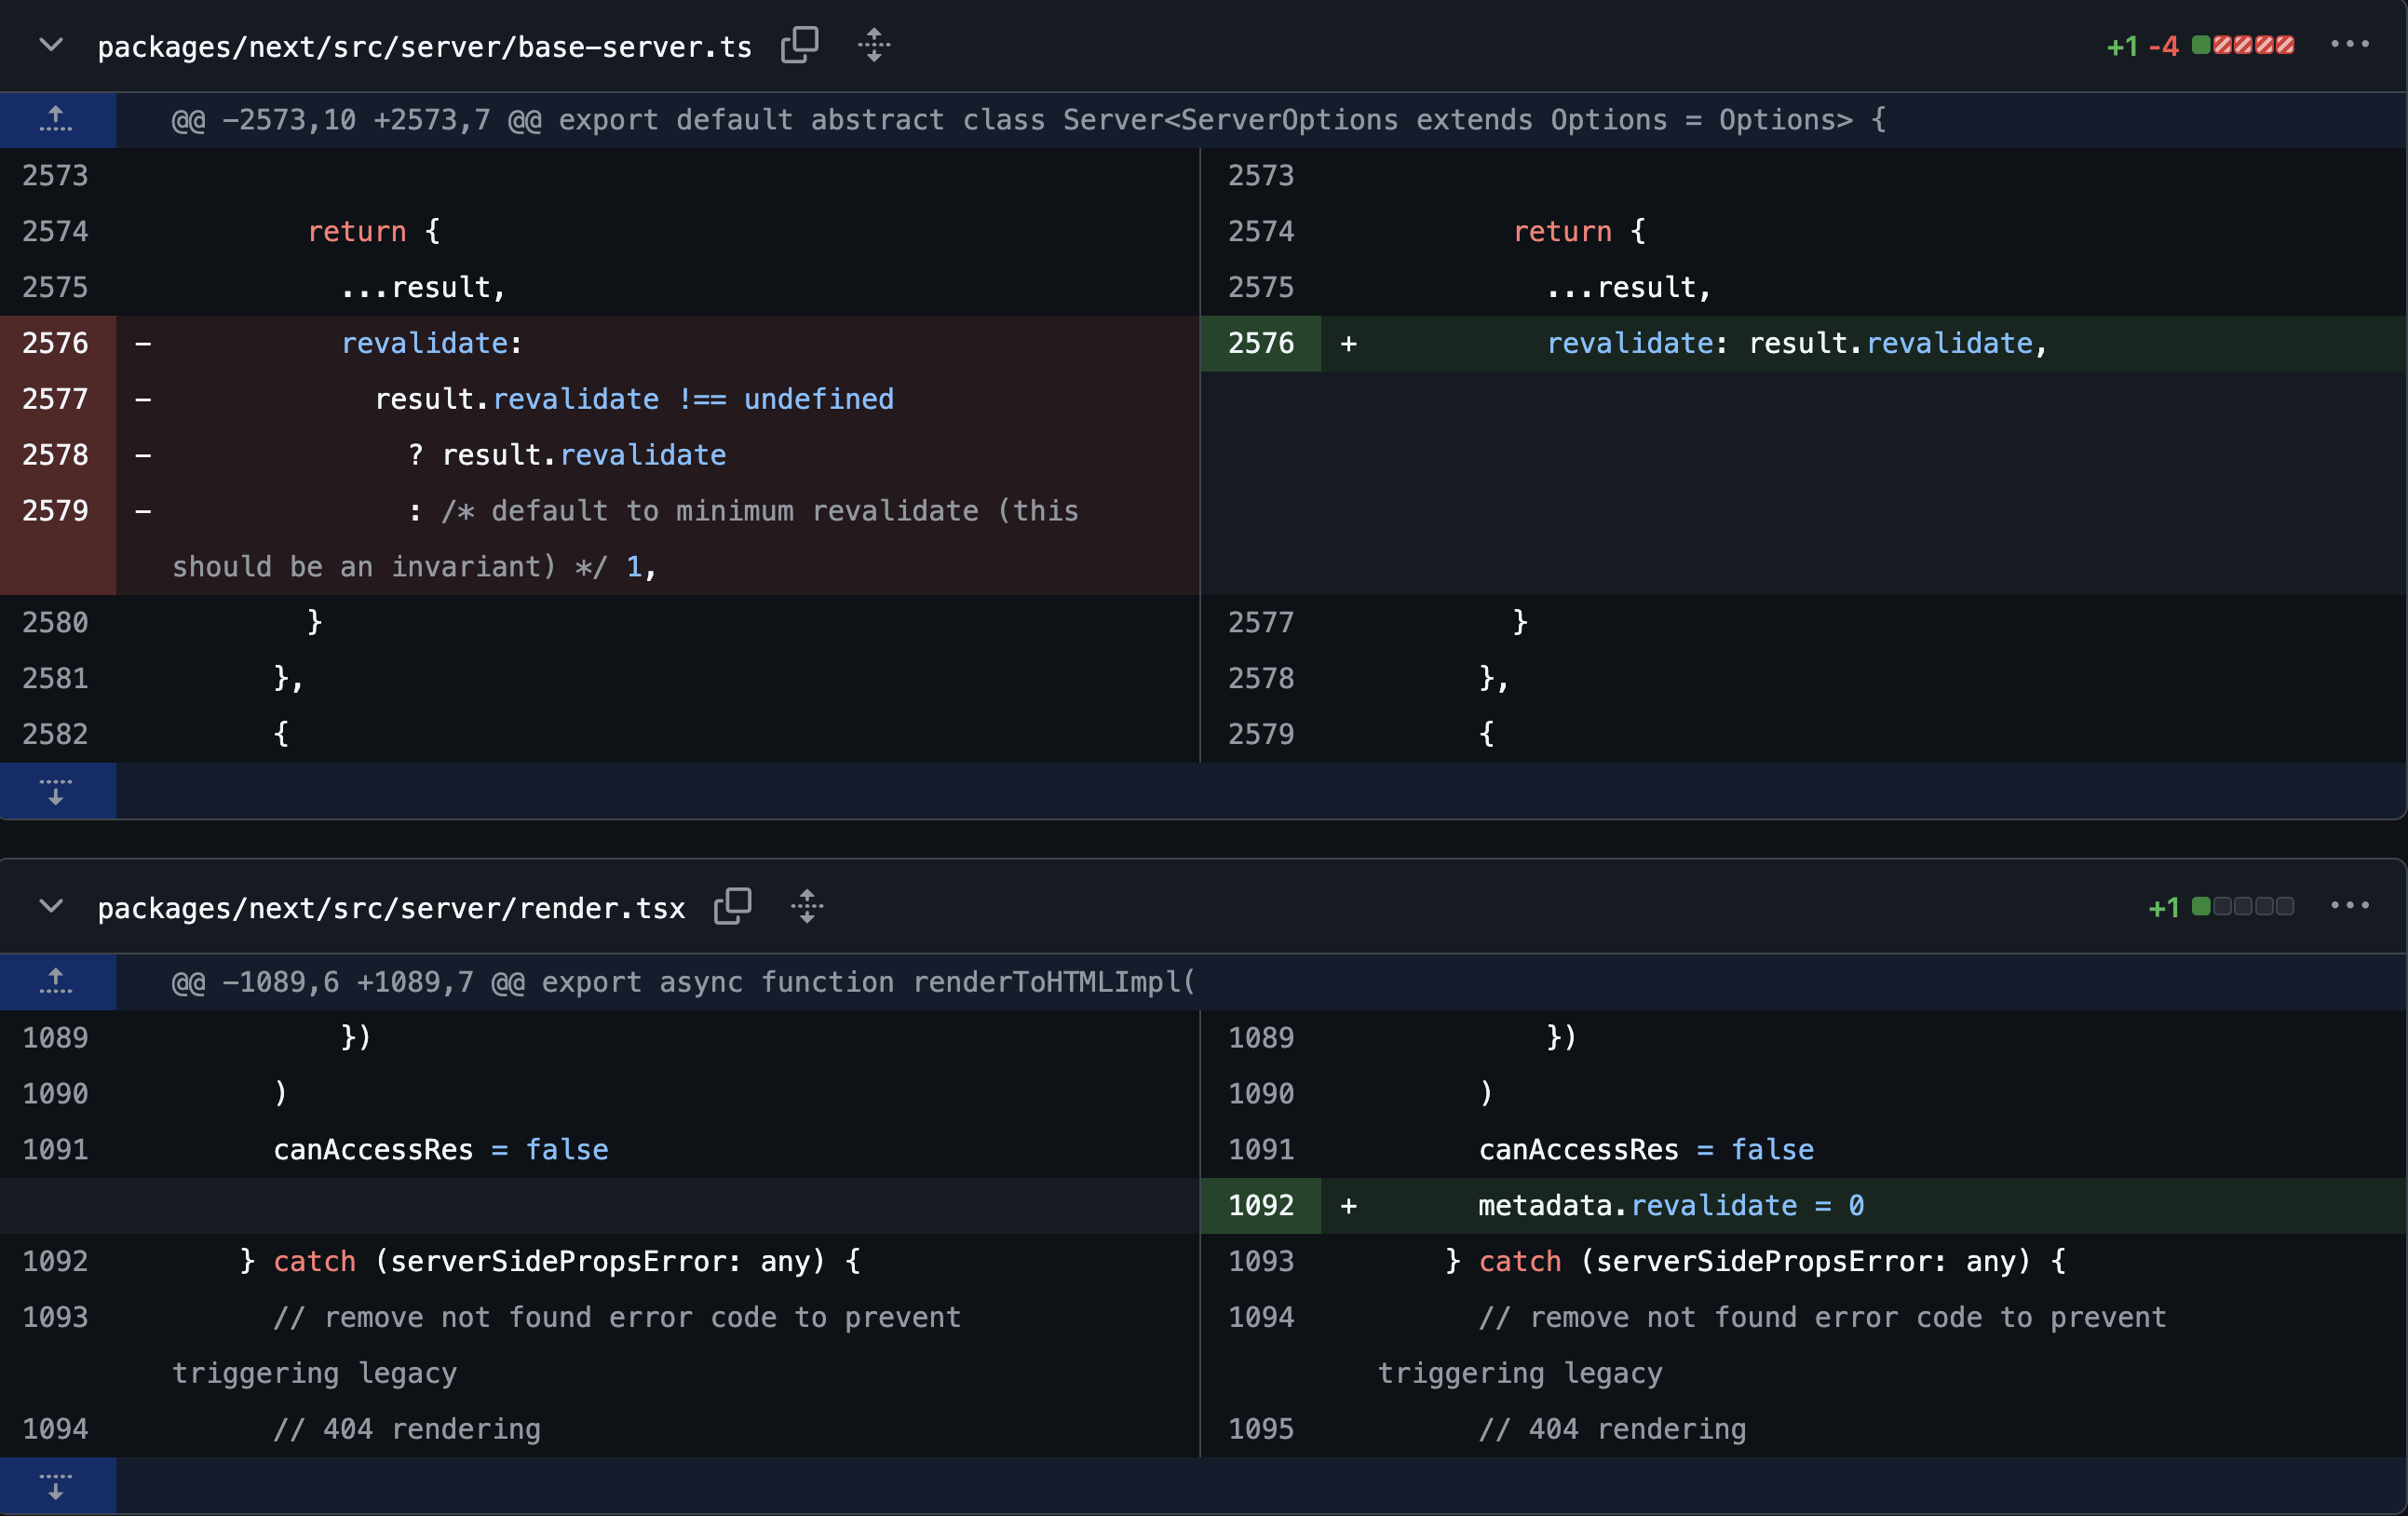 packages/next/src/server/base-server.ts +1 -4
@@ -2573,10 +2573,7 @@ export default abstract class Server<ServerOptions extends Options = Options> {
2573 2573
2574 return { 2574 return {
2575 ...result, 2575 ...result,
2576 - revalidate: 2576 + revalidate: result.revalidate,
2577 - result.revalidate !== undefined
2578 - ? result.revalidate
2579 - : /* default to minimum revalidate (this
should be an invariant) */ 1,
2580 } 2577 }
2581 }, 2578 },
2582 { 2579 {
packages/next/src/server/render.tsx +1
@@ -1089,6 +1089,7 @@ export async function renderToHTMLImpl(
1089 }) 1089 })
1090 ) 1090 )
1091 canAccessRes = false 1091 canAccessRes = false
1092 + metadata.revalidate = 0
1092 } catch (serverSidePropsError: any) { 1093 } catch (serverSidePropsError: any) {
1093 // remove not found error code to prevent 1094 // remove not found error code to prevent
triggering legacy triggering legacy
1094 // 404 rendering 1095 // 404 rendering